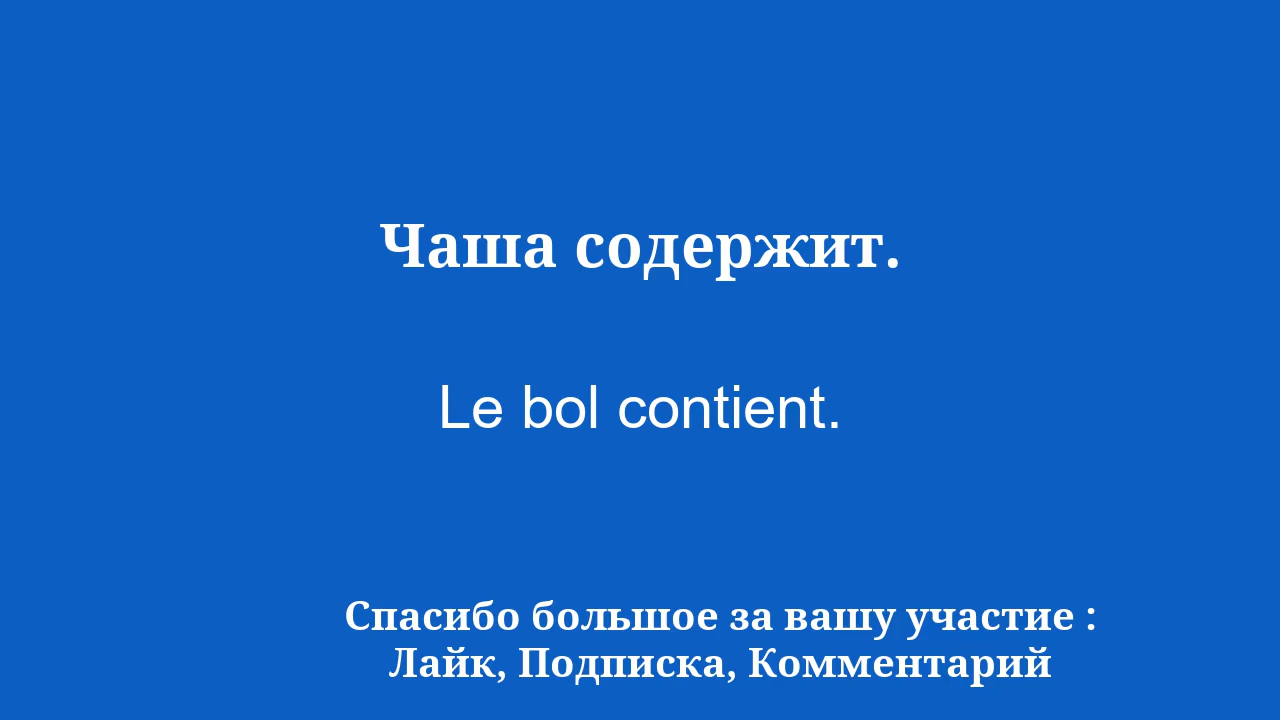 Чаша содержит.
Le bol contient.
Спасибо большое за вашу участие :
Лайк, Подписка, Комментарий